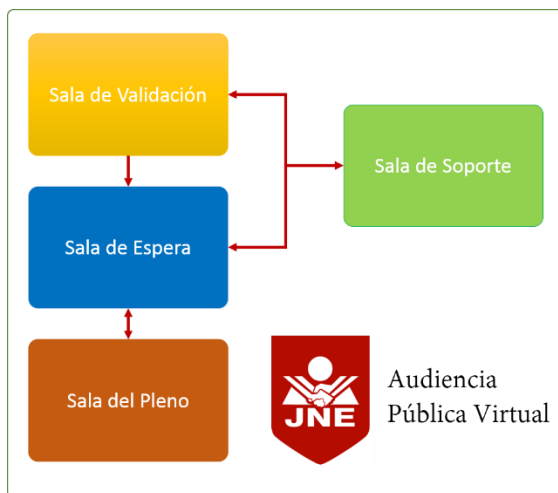 Sala de Validación
Sala de Soporte
Sala de Espera
Sala del Pleno
JNE
Audiencia
Pública Virtual